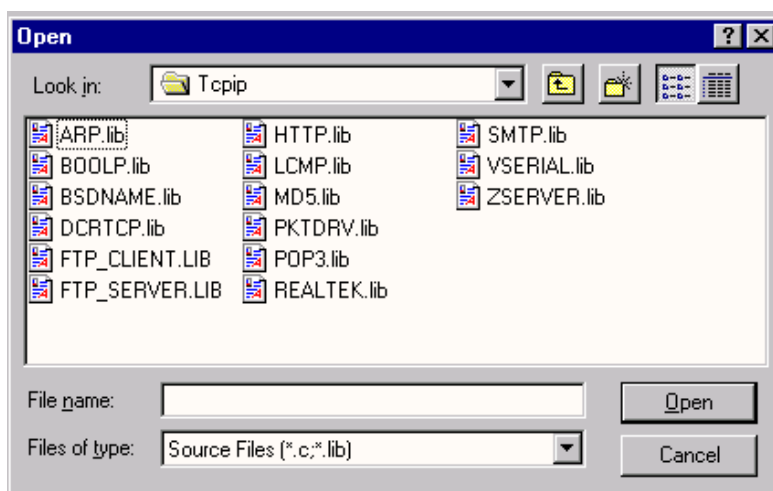 Open
Look in: Tcpip
ARP.lib HTTP.lib SMTP.lib
BOOLP.lib LCMP.lib VSERIAL.lib
BSDNAME.lib MD5.lib ZSERVER.lib
DCRTCP.lib PKTDRV.lib
FTP_CLIENT.LIB POP3.lib
FTP_SERVER.LIB REALTEK.lib
File name: Open
Files of type: Source Files (*.c;*.lib) Cancel